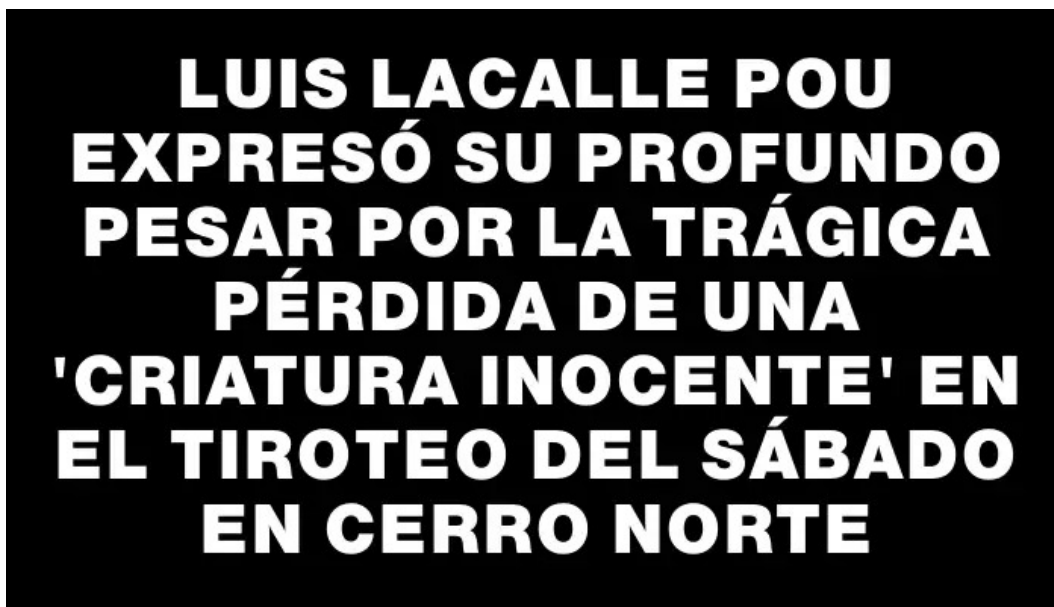 LUIS LACALLE POU
EXPRESÓ SU PROFUNDO
PESAR POR LA TRÁGICA
PÉRDIDA DE UNA
'CRIATURA INOCENTE' EN
EL TIROTEO DEL SÁBADO
EN CERRO NORTE